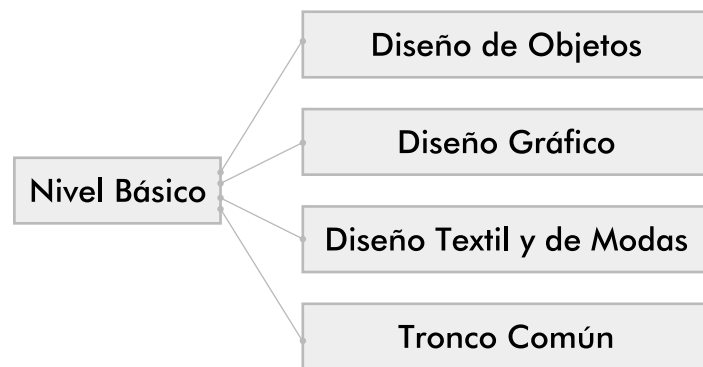 Diseño de Objetos
Diseño Gráfico
Nivel Básico
Diseño Textil y de Modas
Tronco Común